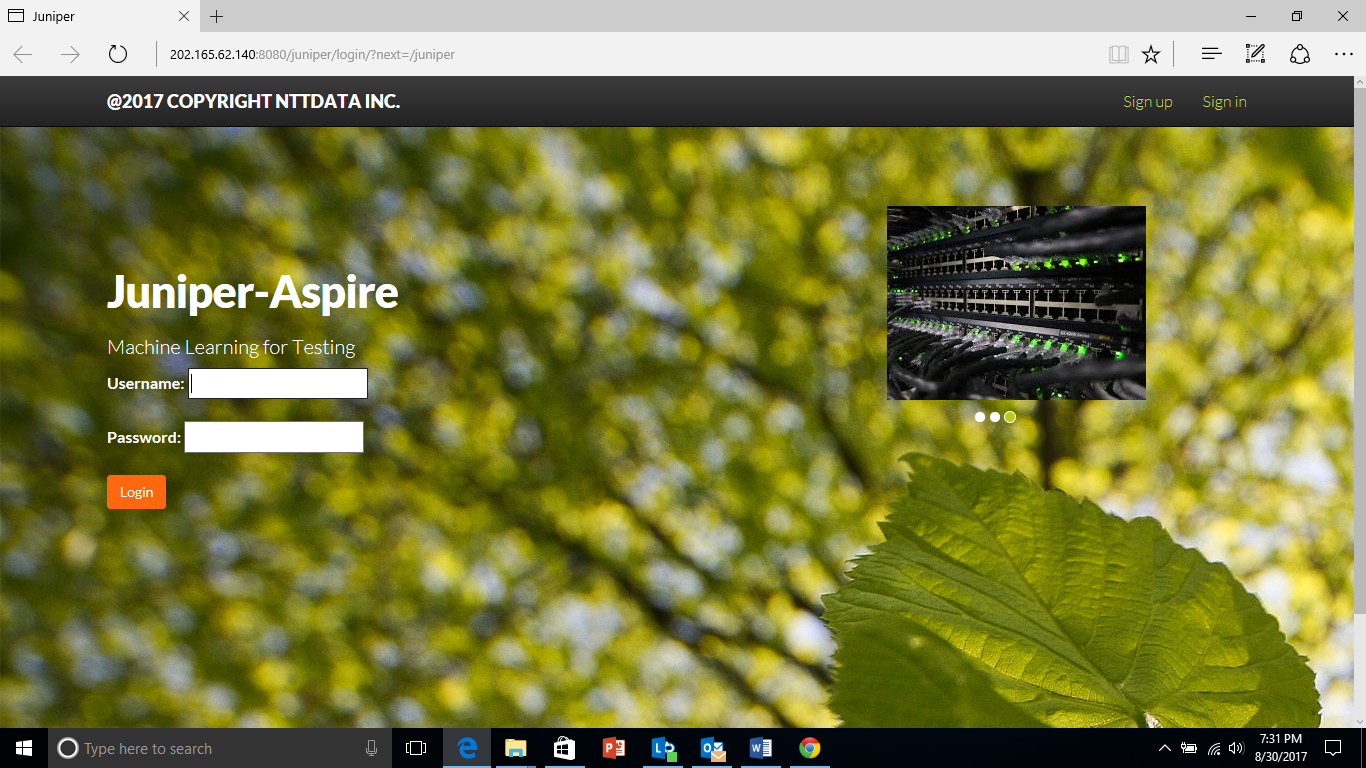 Juniper
202.165.62.140:8080/juniper/login/?next=/juniper
@2017 COPYRIGHT NTTDATA INC.
Sign up
Sign in
Juniper-Aspire
Machine Learning for Testing
Username:
Password:
Login
Type here to search
7:31 PM
8/30/2017